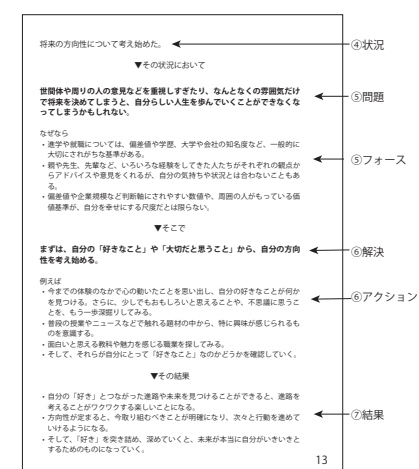 将来の方向性について考え始めた。
④状況
▼その状況において
世間体や周りの人の意見などを重視しすぎたり、なんとなくの雰囲気だけ
で将来を決めてしまうと、自分らしい人生を歩んでいくことができなくな
ってしまうかもしれない。
⑤問題
なぜなら
・進学や就職については、偏差値や学歴、大学や会社の知名度など、一般的に
大切にされがちな基準がある。
・親や先生、先輩など、いろいろな経験をしてきた人たちがそれぞれの観点か
らアドバイスや意見をくれるが、自分の気持ちや状況とは合わないこともあ
る。
・偏差値や企業規模など判断軸にされやすい数値や、周囲の人がもっている価
値基準が、自分を幸せにする尺度だとは限らない。
⑤フォース
▼そこで
まずは、自分の「好きなこと」や「大切だと思うこと」から、自分の方向
性を考え始める。
⑥解決
例えば
・今までの体験のなかで心の動いたことを思い出し、自分の好きなことが何か
を見つける。さらに、少しでもおもしろいと思えることや、不思議に思うこ
とを、もう一歩深掘りしてみる。
・普段の授業やニュースなどで触れる題材の中から、特に興味が感じられるも
のを意識する。
・面白いと思える教科や魅力を感じる職業を探してみる。
・そして、それらが自分にとって「好きなこと」なのかどうかを確認していく。
⑥アクション
▼その結果
・自分の「好き」とつながった進路や未来を見つけることができると、進路を
考えることがワクワクする楽しいことになる。
・方向性が定まると、今取り組むべきことが明確になり、次々と行動を進めて
いけるようになる。
・そして、「好き」を突き詰め、深めていくと、未来が本当に自分がいきいきと
するためのものになっていく。
⑦結果
13